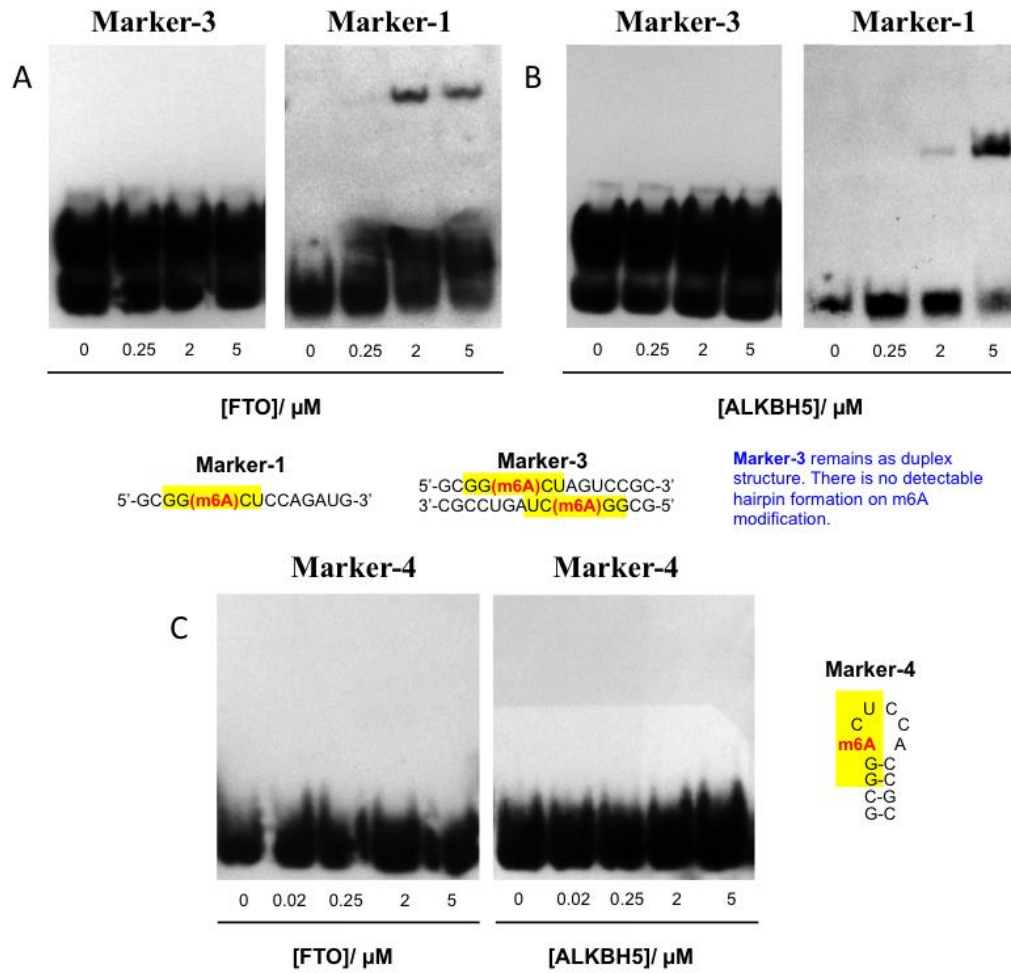 Marker-3 Marker-1 Marker-3 Marker-1
A B
0 0.25 2 5 0 0.25 2 5 0 0.25 2 5 0 0.25 2 5
[FTO]/ µM [ALKBH5]/ µM
Marker-1
5'-GCGG(m6A)CUCCAGAUG-3'
Marker-3
5'-GCGG(m6A)CUAGUCCGC-3'
3'-CGCCUGAUC(m6A)GGCG-5'
Marker-3 remains as duplex
structure. There is no detectable
hairpin formation on m6A
modification.
Marker-4 Marker-4
C
0 0.02 0.25 2 5 0 0.02 0.25 2 5
[FTO]/ µM [ALKBH5]/ µM
Marker-4
U C
C C
m6A A
G-C
G-C
C-G
G-C